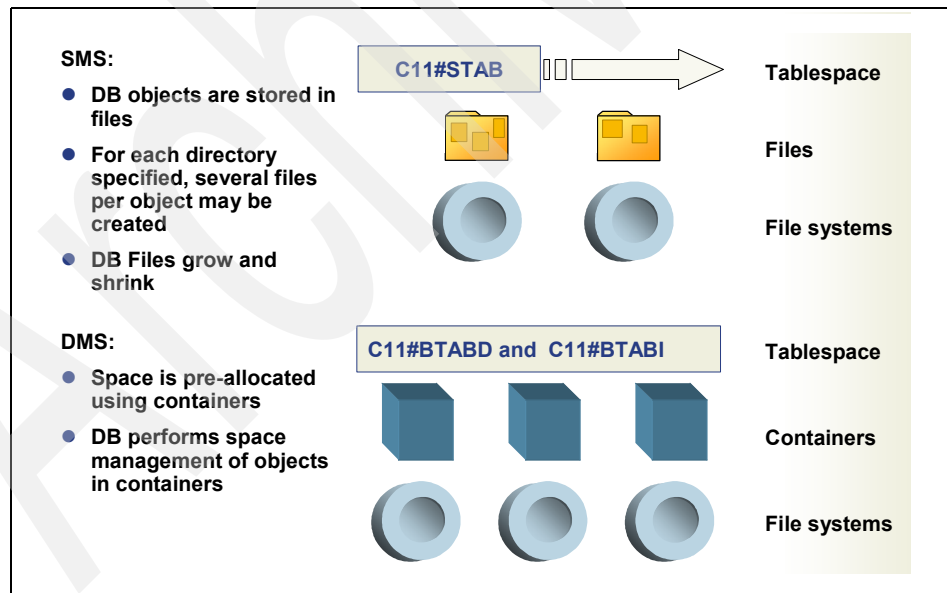 SMS:
● DB objects are stored in
files
● For each directory
specified, several files
per object may be
created
● DB Files grow and
shrink
C11#STAB
Tablespace
Files
File systems
DMS:
● Space is pre-allocated
using containers
● DB performs space
management of objects
in containers
C11#BTABD and C11#BTABI
Tablespace
Containers
File systems